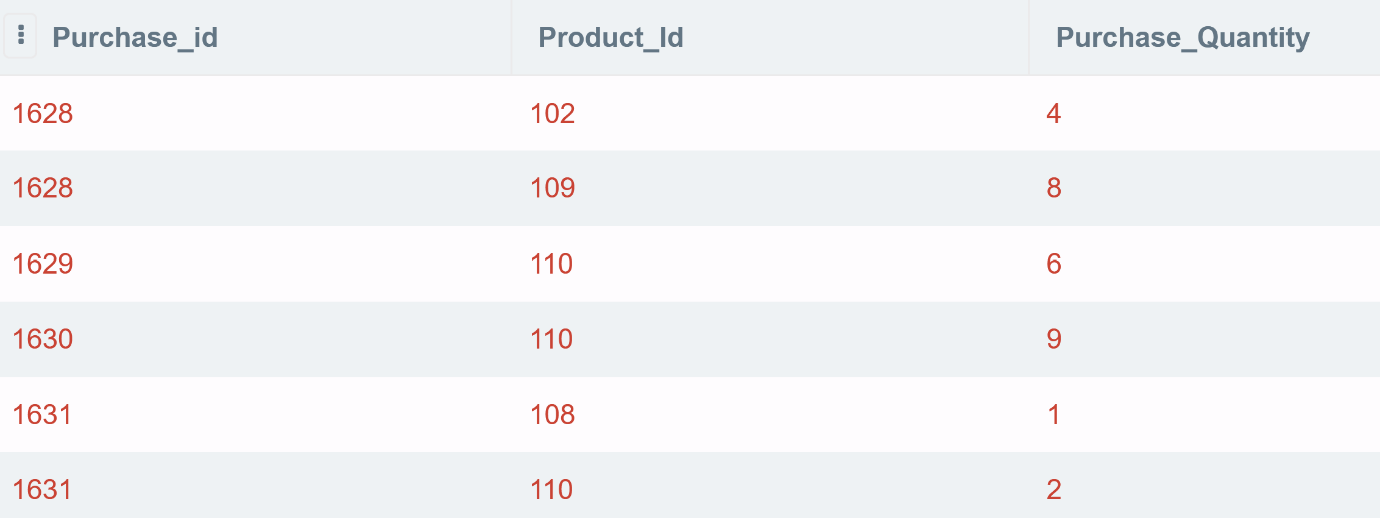 Purchase_id Product_Id Purchase_Quantity
1628 102 4
1628 109 8
1629 110 6
1630 110 9
1631 108 1
1631 110 2